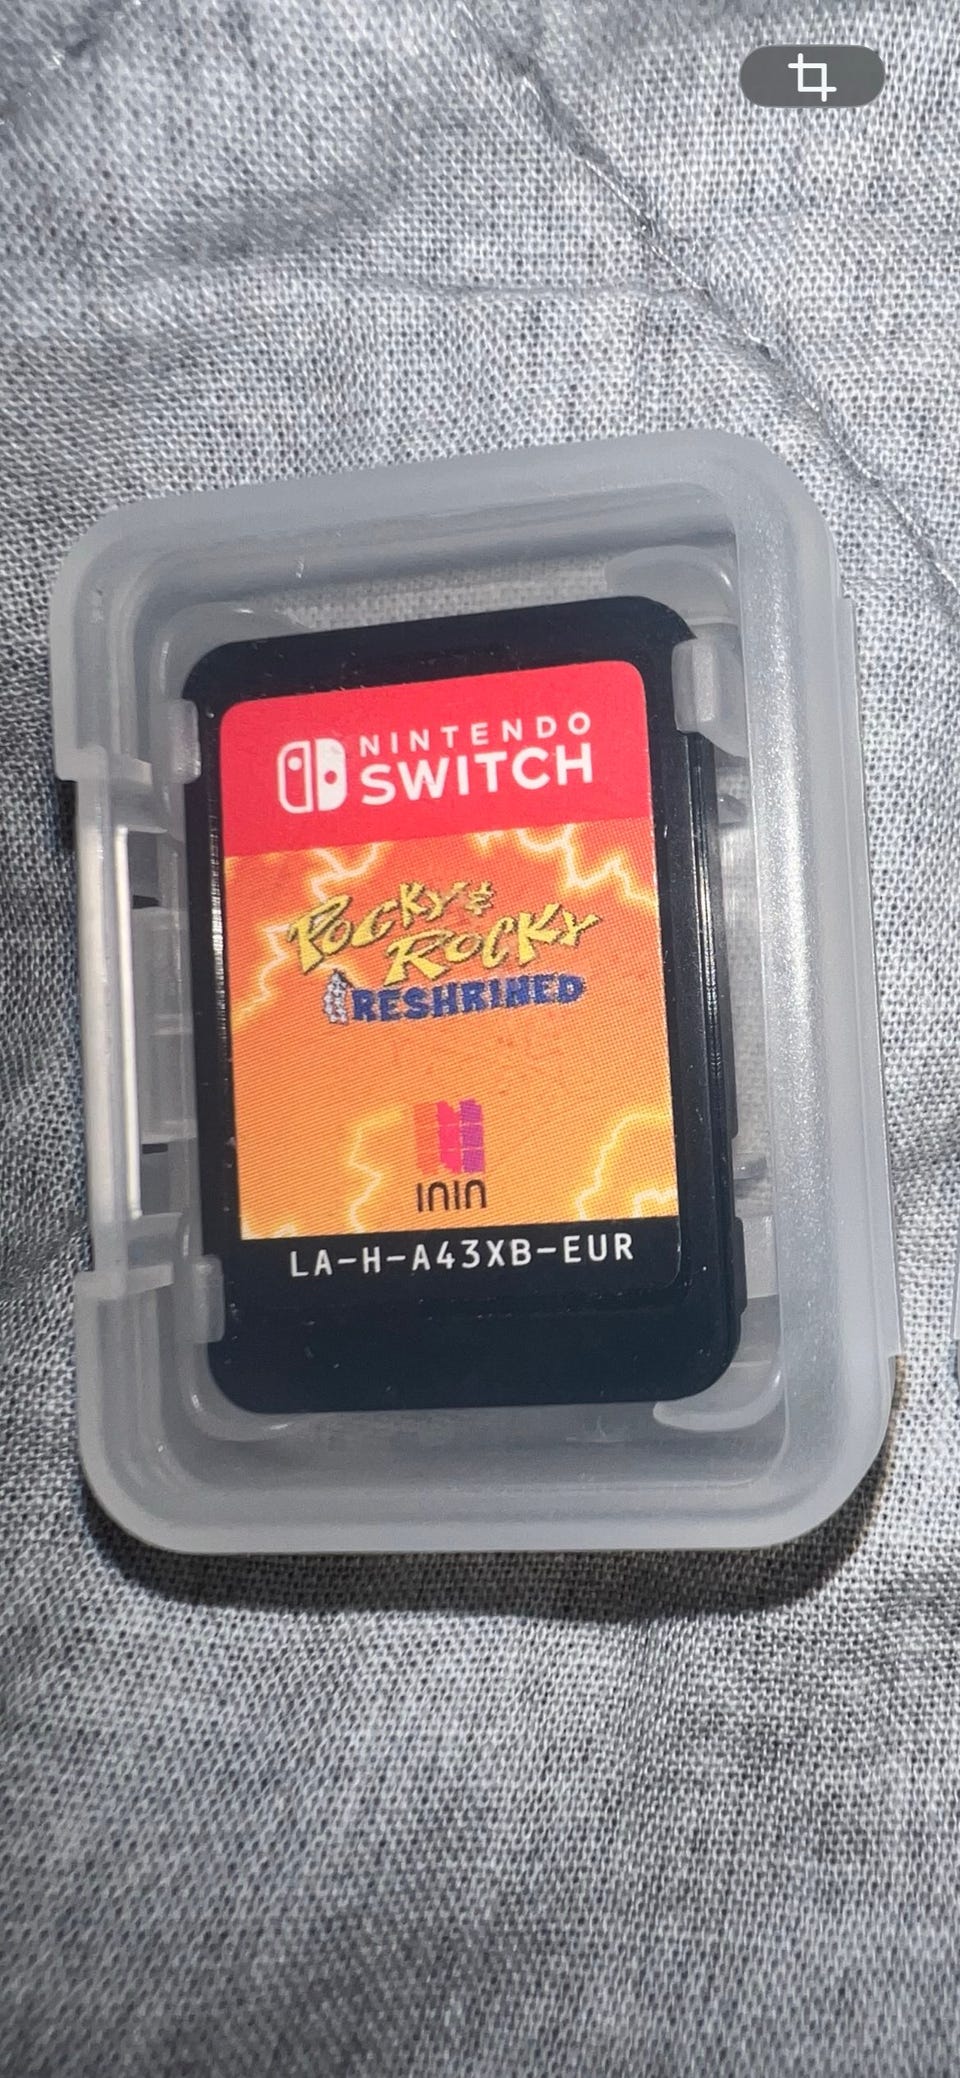 NINTENDO
SWITCH
POCKY &
ROCKY
RESHRINED
ININ
LA-H-A43XB-EUR